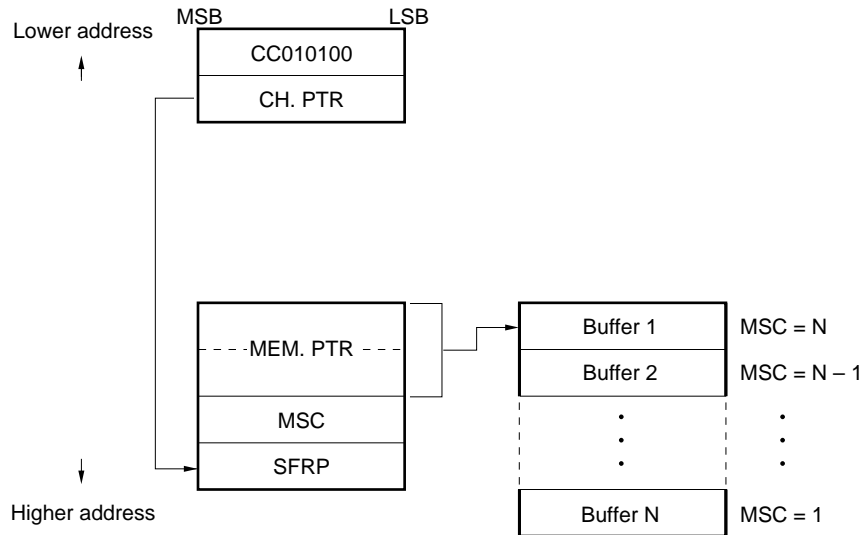 MSB LSB
Lower address
CC010100
CH. PTR
MEM. PTR
MSC
SFRP
Higher address
Buffer 1 MSC = N
Buffer 2 MSC = N – 1
Buffer N MSC = 1